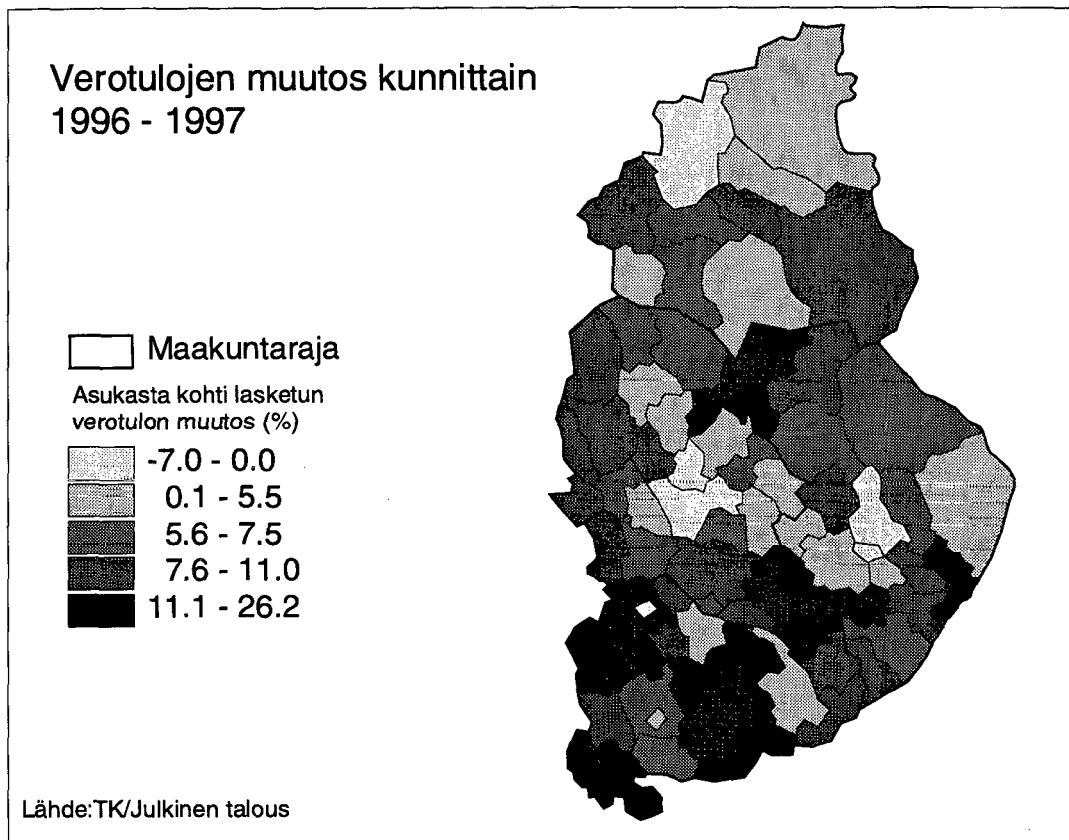 Verotulojen muutos kunnittain
1996 - 1997
Maakuntaraja
Asukasta kohti lasketun
verotulon muutos (%)
-7.0 - 0.0
0.1 - 5.5
5.6 - 7.5
7.6 - 11.0
11.1 - 26.2
Lähde:TK/Julkinen talous